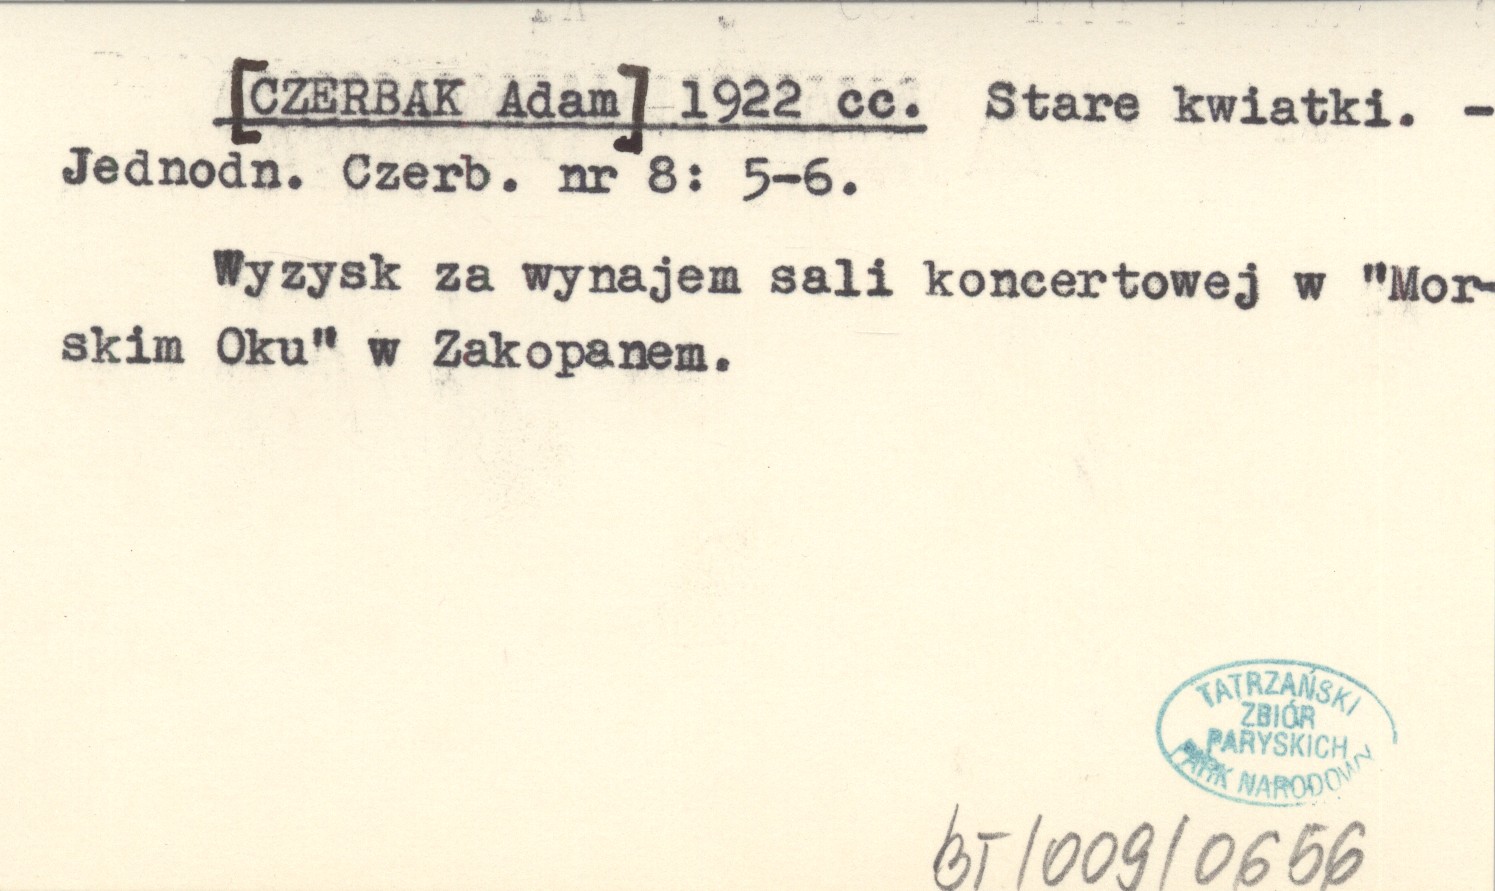 [CZERBAK Adam] 1922 cc. Stare kwiatki. -
Jednodn. Czerb. nr 8: 5-6.
Wyzysk za wynajem sali koncertowej w "Mor-
skim Oku" w Zakopanem.
TATRZAŃSKI
ZBIÓR
PARYSKICH
PARK NARODOWY
BT/009/0656